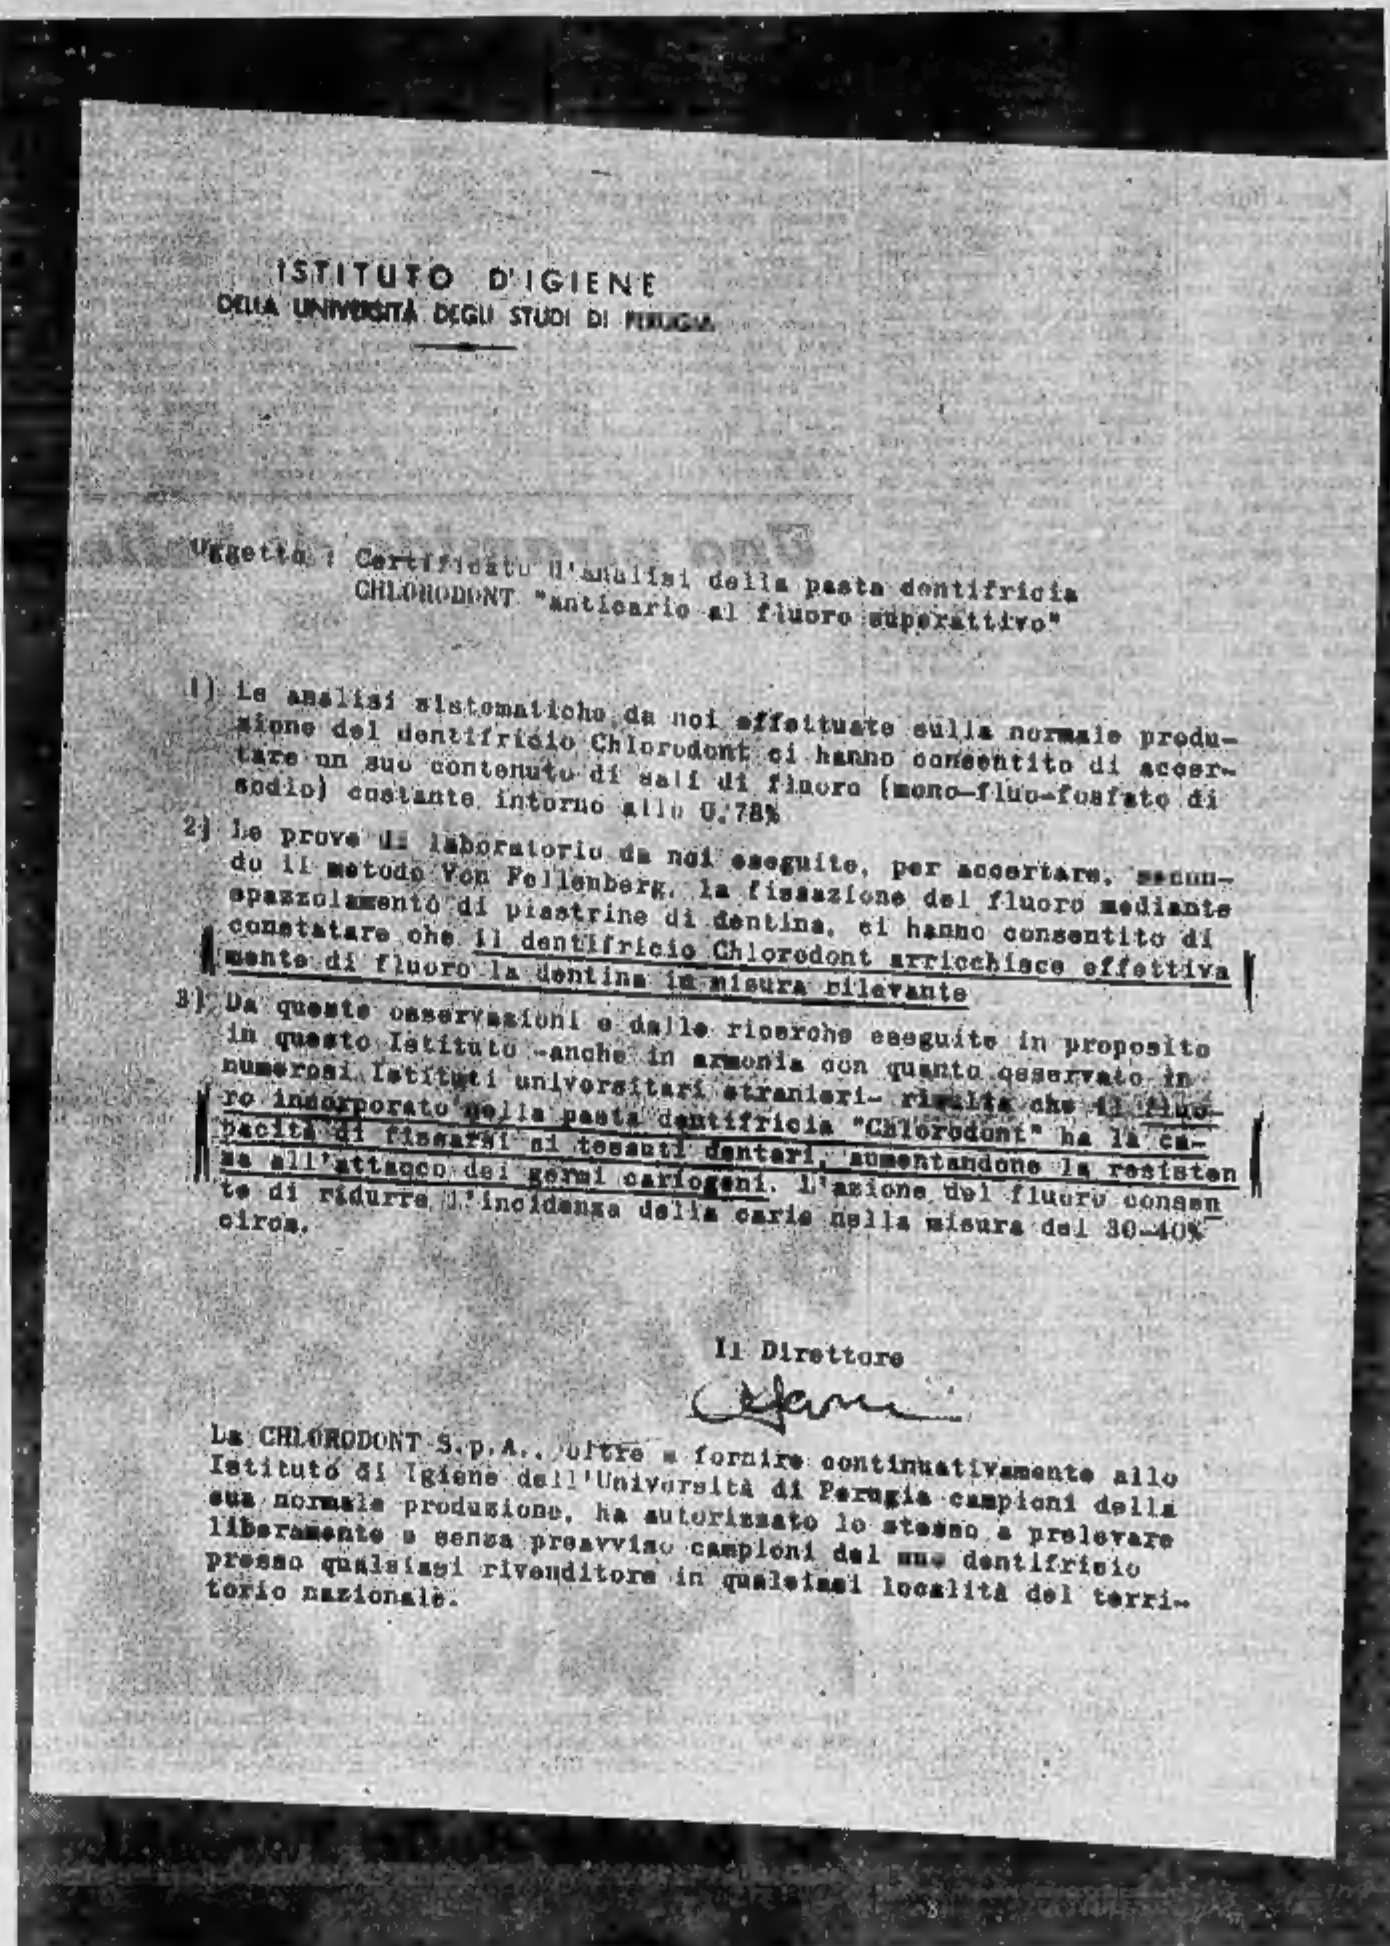 ISTITUTO D'IGIENE
DELLA UNIVERSITÀ DEGLI STUDI DI PERUGIA
Oggetto : Certificato d'analisi della pasta dentifricia
CHLORODONT "anticarie al fluoro superattivo"
1) Le analisi sistematiche da noi effettuate sulla normale produ-
zione del dentifricio Chlorodont ci hanno consentito di accer-
tare un suo contenuto di sali di fluoro (mono-fluo-fosfato di
sodio) costante intorno allo 0,78%
2) Le prove di laboratorio da noi eseguite, per accertare, secon-
do il metodo Von Fellenberg, la fissazione del fluoro mediante
spazzolamento di piastrine di dentina, ci hanno consentito di
constatare che il dentifricio Chlorodont arricchisce effettiva
mente di fluoro la dentina in misura rilevante
3) Da queste osservazioni e dalle ricerche eseguite in proposito
in questo Istituto -anche in armonia con quanto osservato in
numerosi Istituti universitari stranieri- risulta che il fluo-
ro incorporato nella pasta dentifricia "Chlorodont" ha la ca-
pacità di fissarsi ai tessuti dentari, aumentandone la resisten
za all'attacco dei germi cariogeni. L'azione del fluoro consen
te di ridurre l'incidenza della carie nella misura del 30-40%
circa.
Il Direttore
La CHLORODONT S.p.A., oltre a fornire continuativamente allo
Istituto di Igiene dell'Università di Perugia campioni della
sua normale produzione, ha autorizzato lo stesso a prelevare
liberamente e senza preavviso campioni del suo dentifricio
presso qualsiasi rivenditore in qualsiasi località del terri-
torio nazionale.